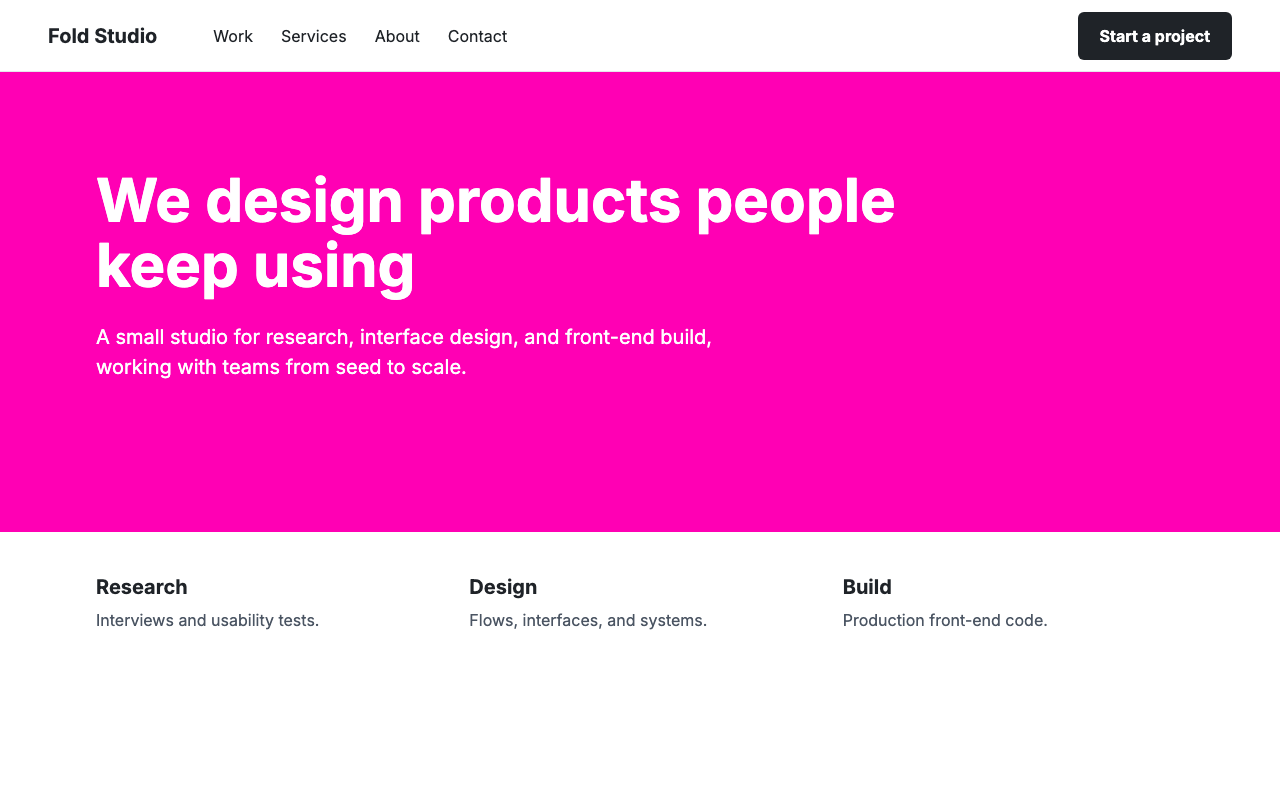 Fold Studio
Work
Services
About
Contact
Start a project
We design products people
keep using
A small studio for research, interface design, and front-end build,
working with teams from seed to scale.
Research
Interviews and usability tests.
Design
Flows, interfaces, and systems.
Build
Production front-end code.